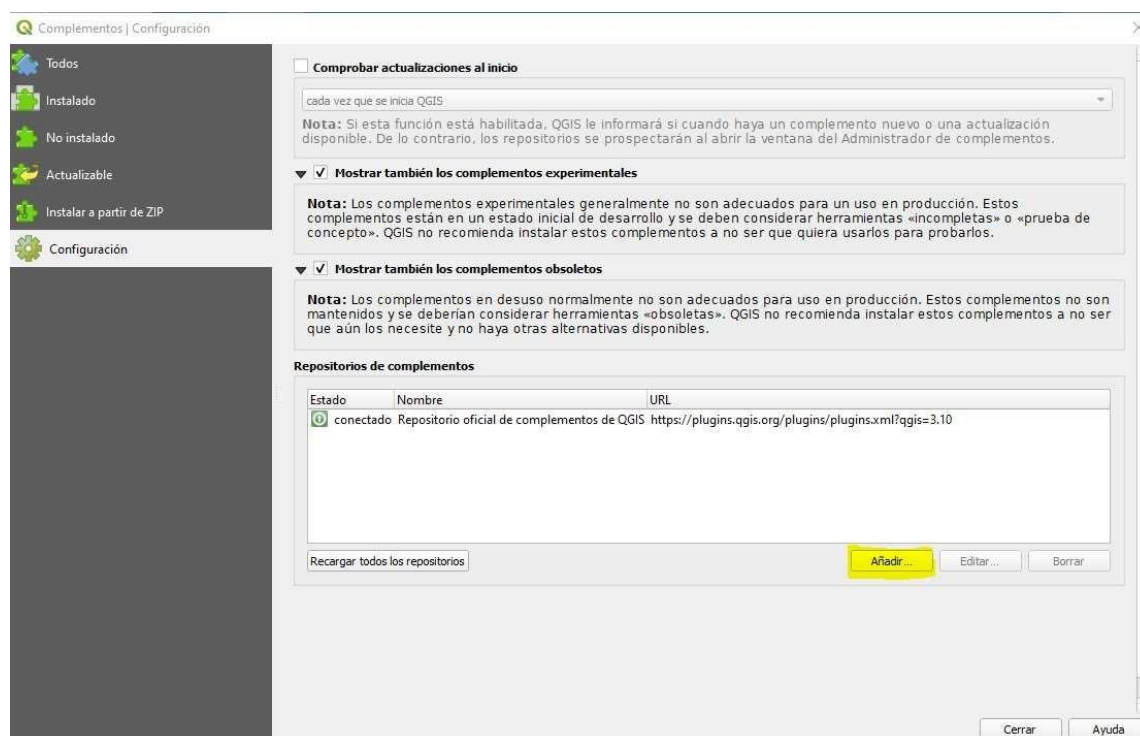 Complementos | Configuración
Todos
Instalado
No instalado
Actualizable
Instalar a partir de ZIP
Configuración
Comprobar actualizaciones al inicio
cada vez que se inicia QGIS
Nota: Si esta función está habilitada, QGIS le informará si cuando haya un complemento nuevo o una actualización
disponible. De lo contrario, los repositorios se prospectarán al abrir la ventana del Administrador de complementos.
Mostrar también los complementos experimentales
Nota: Los complementos experimentales generalmente no son adecuados para un uso en producción. Estos
complementos están en un estado inicial de desarrollo y se deben considerar herramientas «incompletas» o «prueba de
concepto». QGIS no recomienda instalar estos complementos a no ser que quiera usarlos para probarlos.
Mostrar también los complementos obsoletos
Nota: Los complementos en desuso normalmente no son adecuados para uso en producción. Estos complementos no son
mantenidos y se deberían considerar herramientas «obsoletas». QGIS no recomienda instalar estos complementos a no ser
que aún los necesite y no haya otras alternativas disponibles.
Repositorios de complementos
Estado Nombre URL
conectado Repositorio oficial de complementos de QGIS https://plugins.qgis.org/plugins/plugins.xml?qgis=3.10
Recargar todos los repositorios Añadir... Editar... Borrar
Cerrar Ayuda